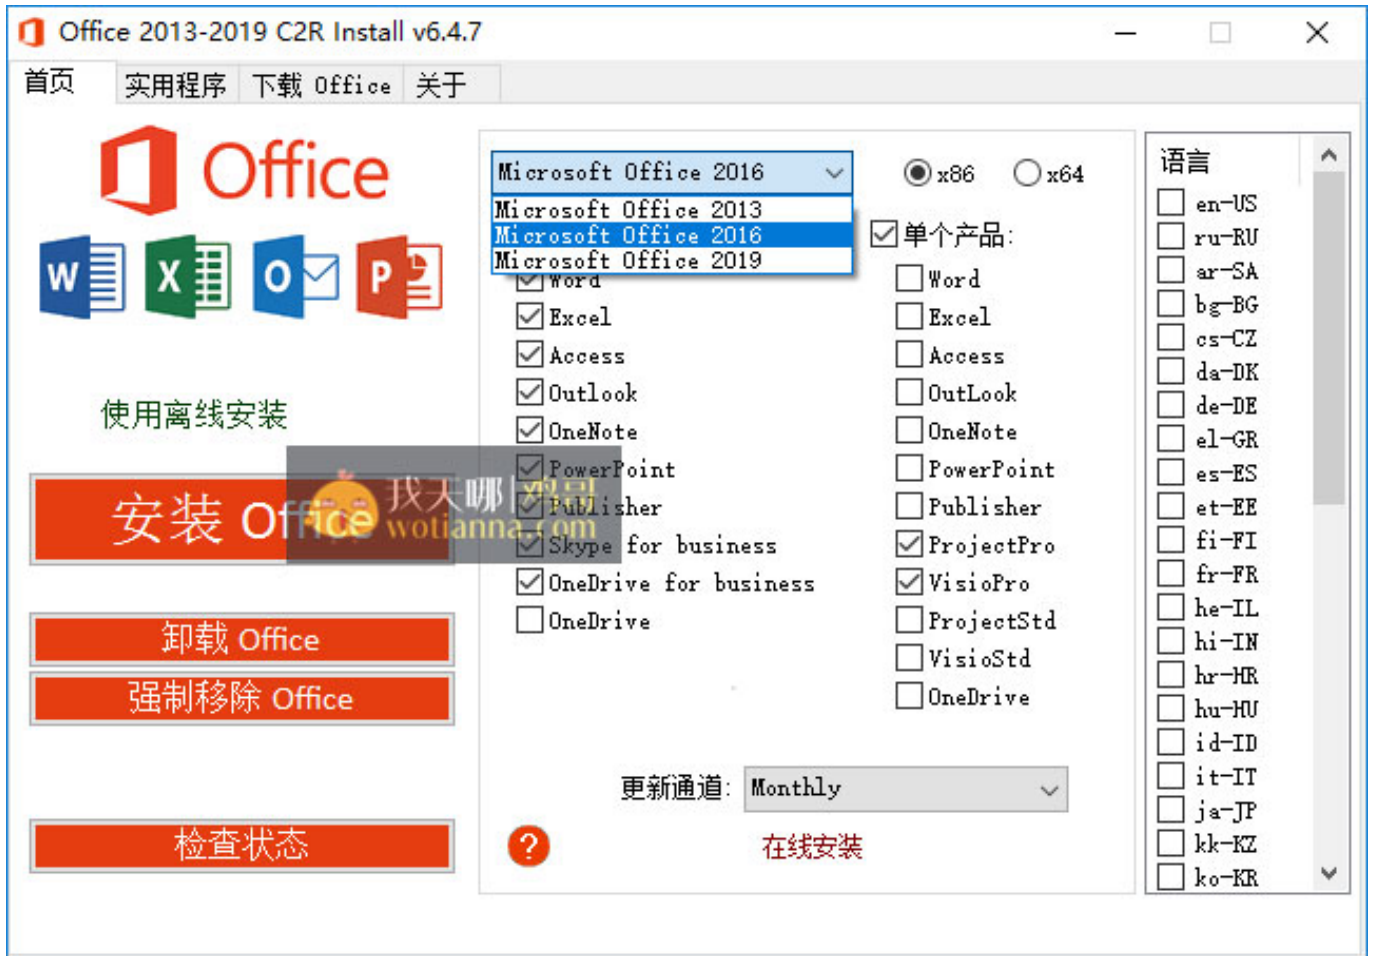 Office 2013-2019 C2R Install v6.4.7
首页 实用程序 下载 Office 关于
Office
W X O P
使用离线安装
安装 Office
卸载 Office
强制移除 Office
检查状态
Microsoft Office 2016
Microsoft Office 2013
Microsoft Office 2016
Microsoft Office 2019
x86 x64
Word
Excel
Access
Outlook
OneNote
PowerPoint
Publisher
Skype for business
OneDrive for business
OneDrive
我天哪 鸡哥
wotianna.com
单个产品:
Word
Excel
Access
OutLook
OneNote
PowerPoint
Publisher
ProjectPro
VisioPro
ProjectStd
VisioStd
OneDrive
更新通道: Monthly
?
在线安装
语言
en-US
ru-RU
ar-SA
bg-BG
cs-CZ
da-DK
de-DE
el-GR
es-ES
et-EE
fi-FI
fr-FR
he-IL
hi-IN
hr-HR
hu-HU
id-ID
it-IT
ja-JP
kk-KZ
ko-KR